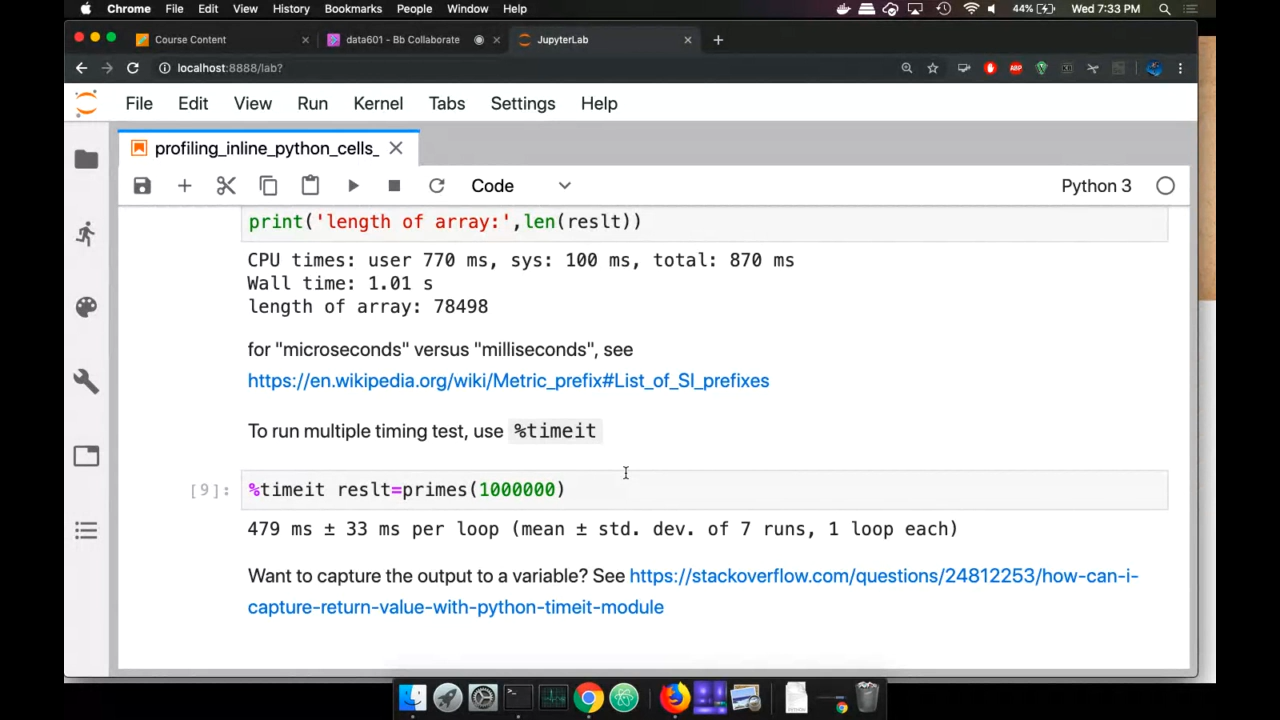 Chrome File Edit View History Bookmarks People Window Help 44% Wed 7:33 PM
Course Content data601 - Bb Collaborate JupyterLab
localhost:8888/lab? ABP
File Edit View Run Kernel Tabs Settings Help
profiling_inline_python_cells_
Code Python 3
print('length of array:',len(reslt))
CPU times: user 770 ms, sys: 100 ms, total: 870 ms
Wall time: 1.01 s
length of array: 78498
for "microseconds" versus "milliseconds", see
https://en.wikipedia.org/wiki/Metric_prefix#List_of_SI_prefixes
To run multiple timing test, use %timeit
[9]: %timeit reslt=primes(1000000)
479 ms ± 33 ms per loop (mean ± std. dev. of 7 runs, 1 loop each)
Want to capture the output to a variable? See https://stackoverflow.com/questions/24812253/how-can-i-
capture-return-value-with-python-timeit-module